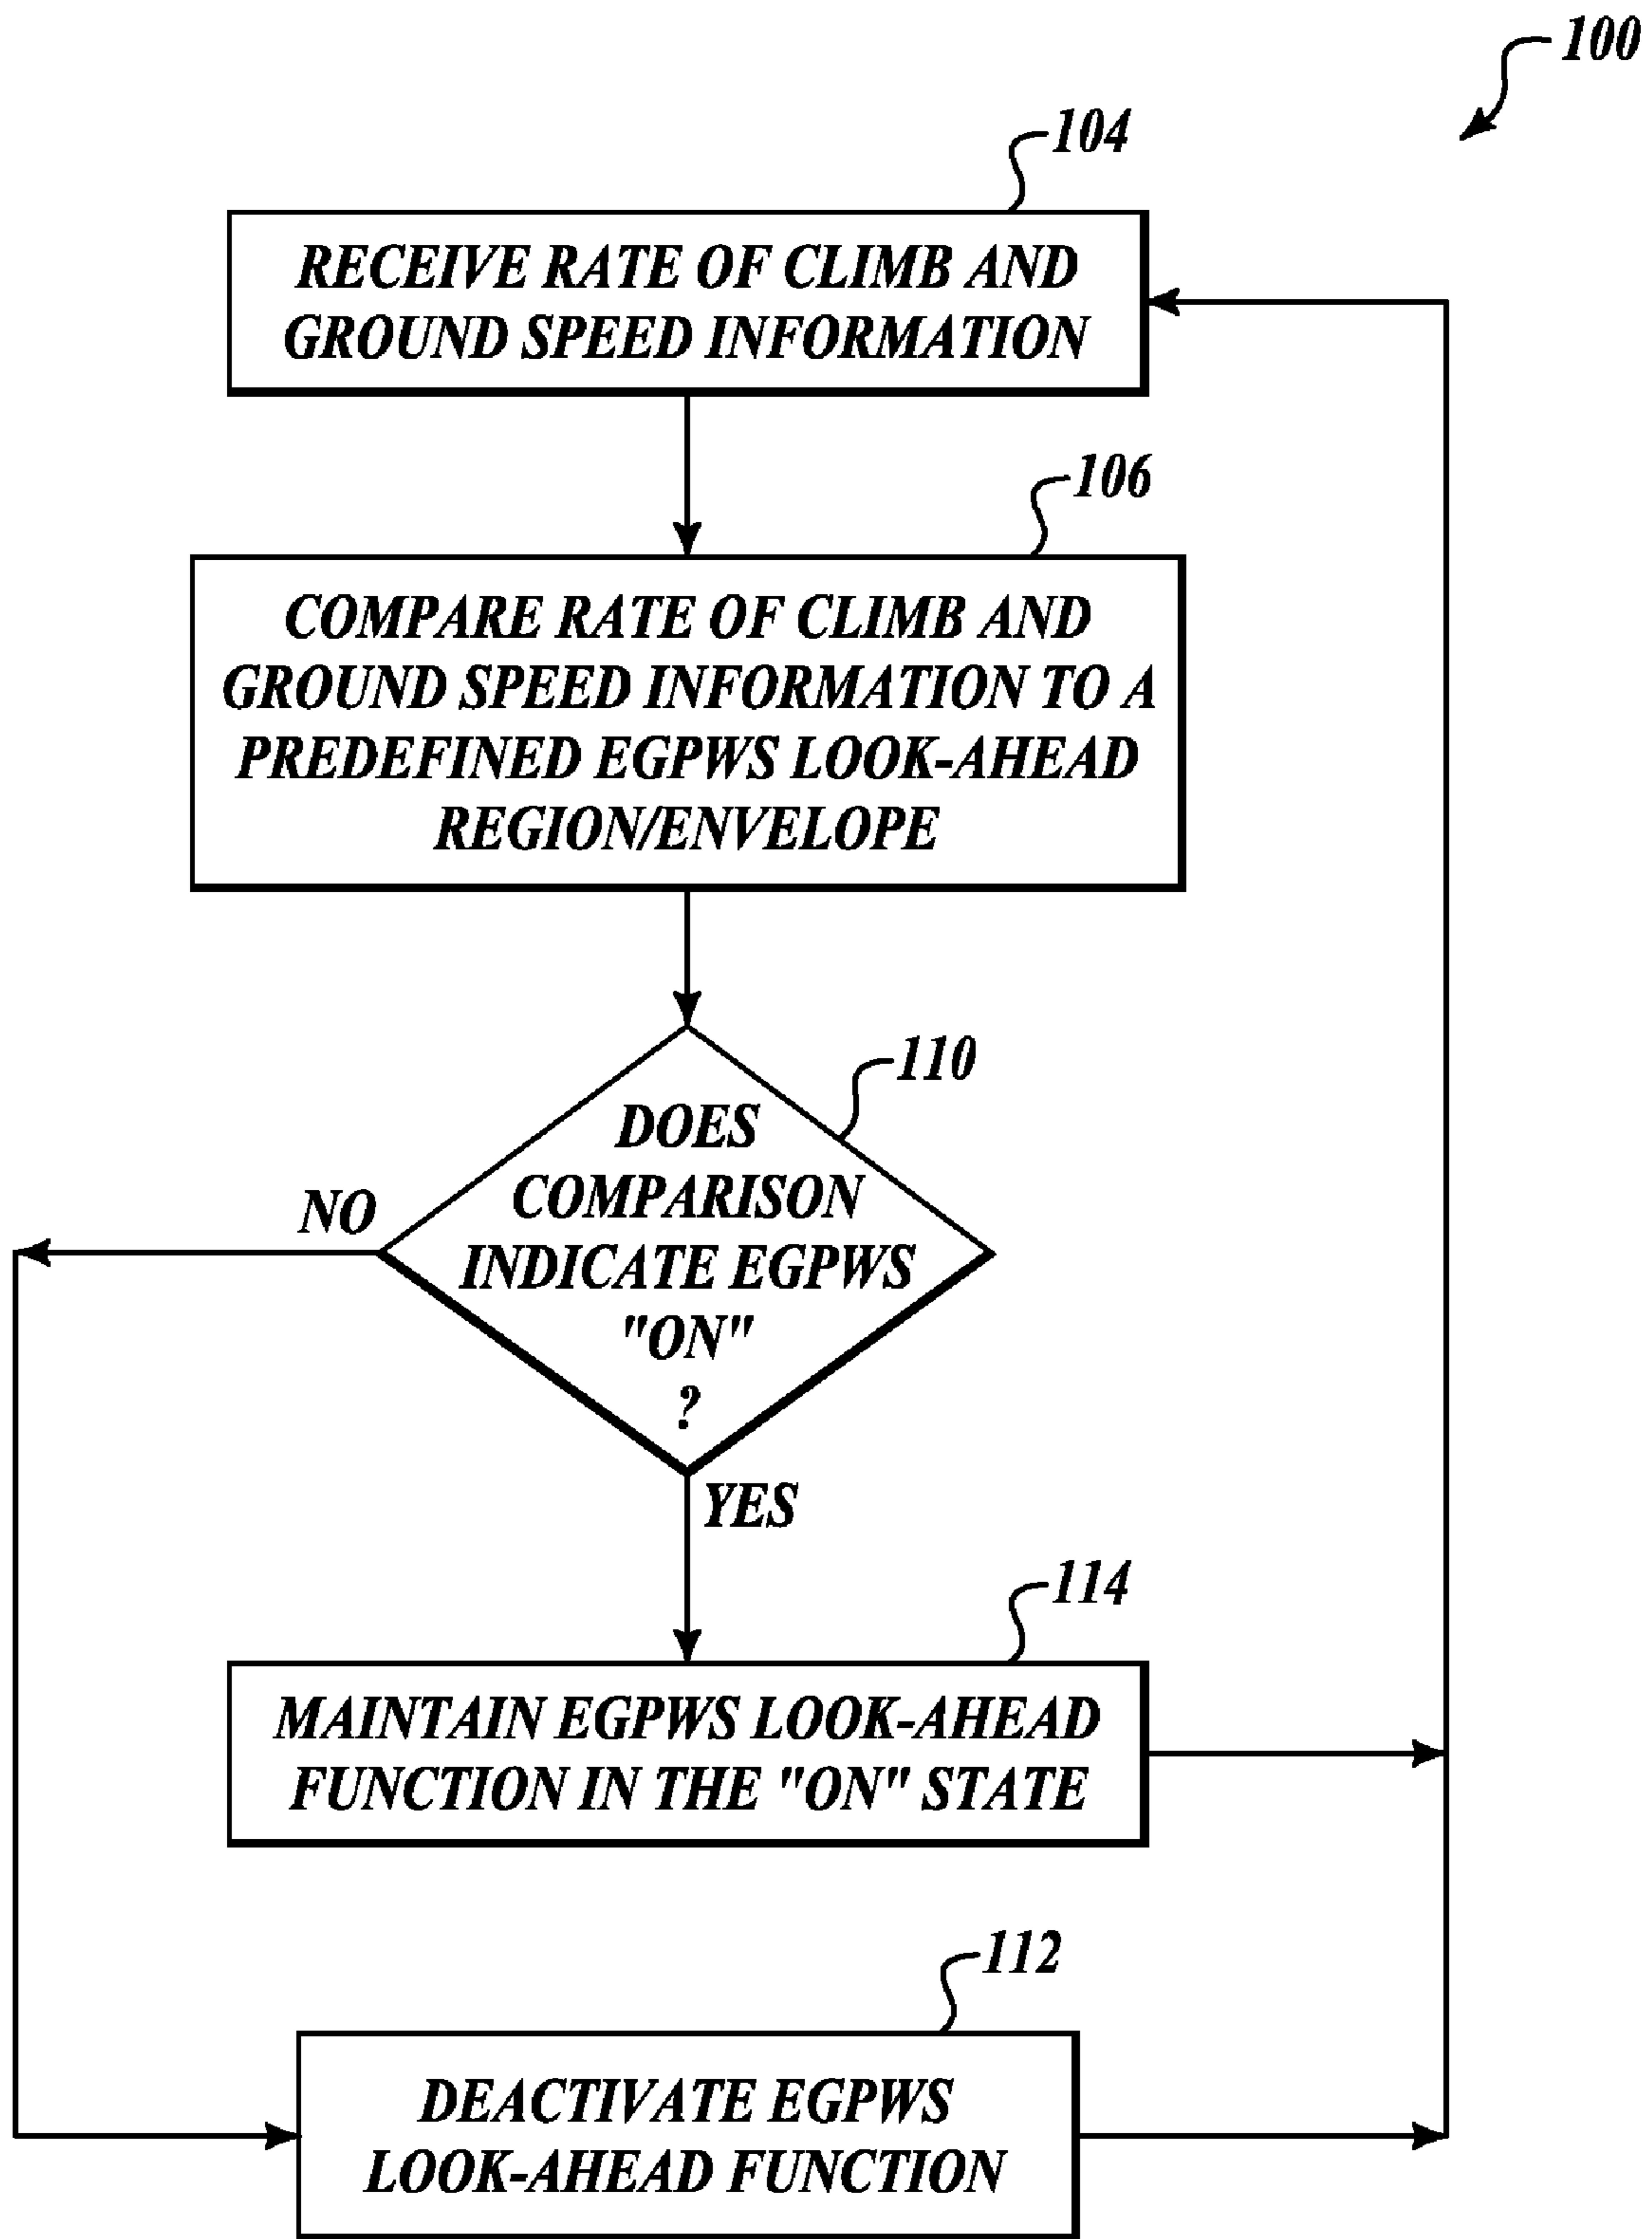 100
104
RECEIVE RATE OF CLIMB AND
GROUND SPEED INFORMATION
106
COMPARE RATE OF CLIMB AND
GROUND SPEED INFORMATION TO A
PREDEFINED EGPWS LOOK-AHEAD
REGION/ENVELOPE
110
DOES
COMPARISON
INDICATE EGPWS
"ON"
?
NO
YES
114
MAINTAIN EGPWS LOOK-AHEAD
FUNCTION IN THE "ON" STATE
112
DEACTIVATE EGPWS
LOOK-AHEAD FUNCTION